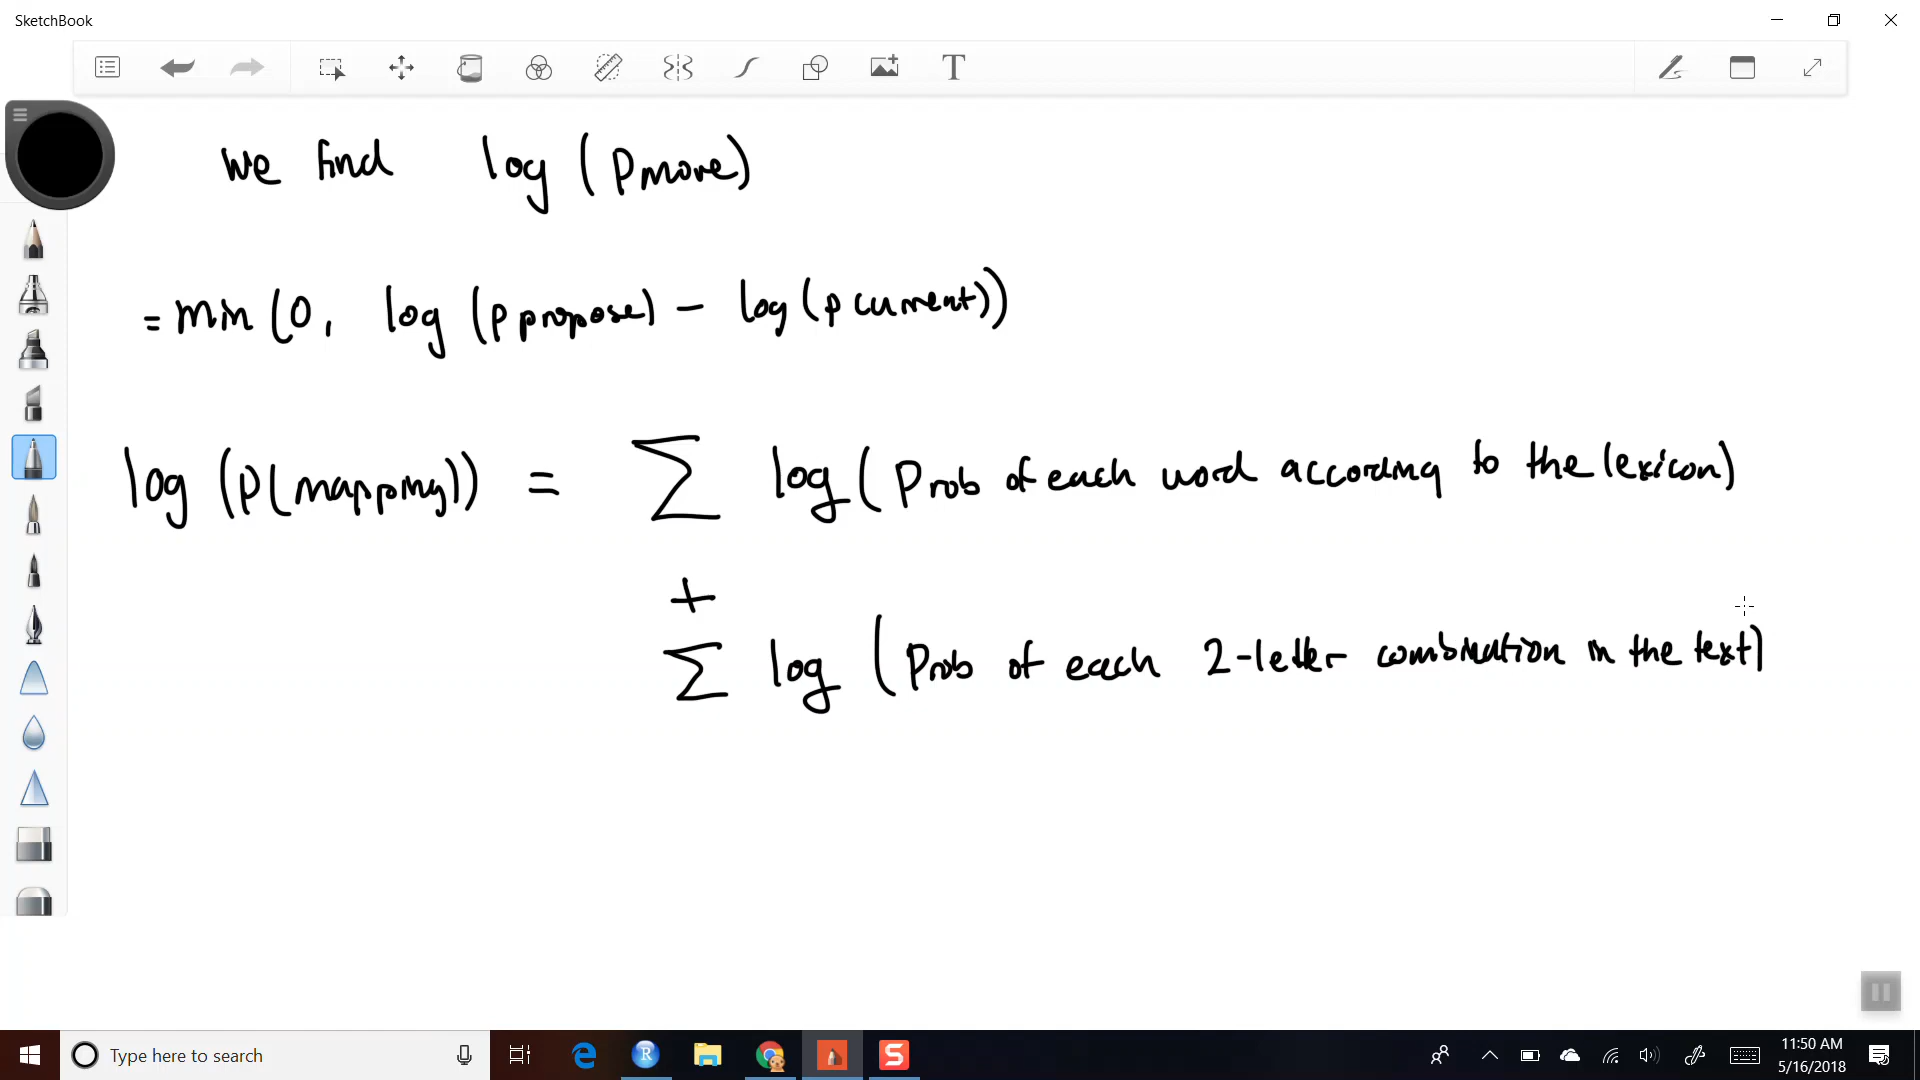 SketchBook
T
We find log (Pmove)
= min (0, log (p propose) - log (p current))
log (P(mapping)) = Σ log (Prob of each word according to the lexicon)
+
Σ log (Prob of each 2-letter combination in the text)
Type here to search
11:50 AM
5/16/2018